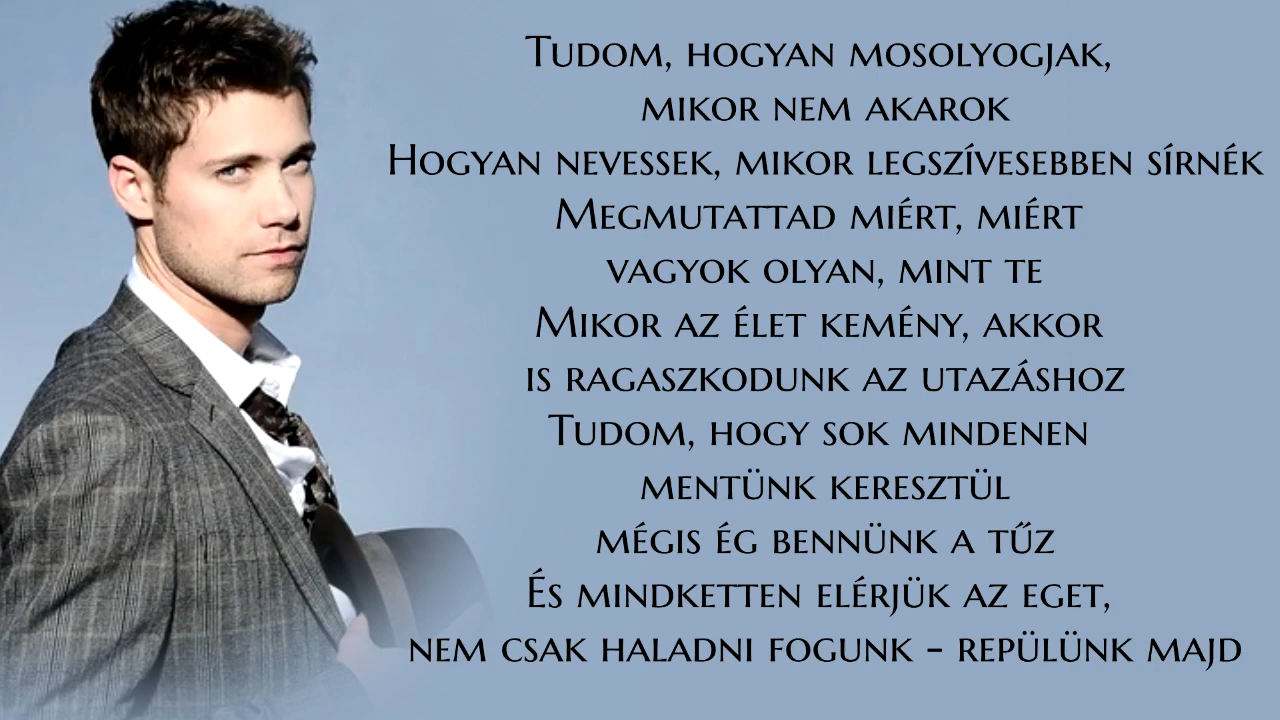 Tudom, hogyan mosolyogjak,
mikor nem akarok
Hogyan nevessek, mikor legszívesebben sírnék
Megmutattad miért, miért
vagyok olyan, mint te
Mikor az élet kemény, akkor
is ragaszkodunk az utazáshoz
Tudom, hogy sok mindenen
mentünk keresztül
mégis ég bennünk a tűz
És mindketten elérjük az eget,
nem csak haladni fogunk - repülünk majd